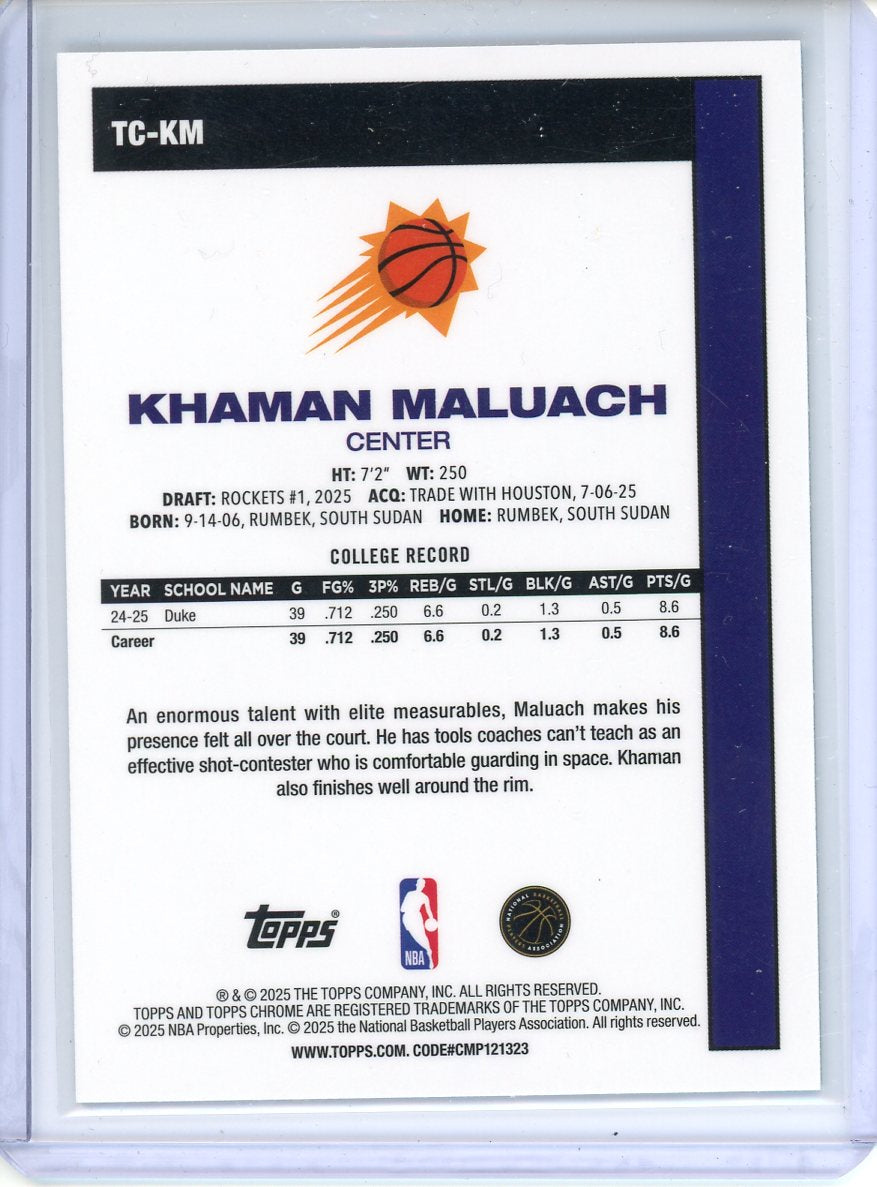 TC-KM
KHAMAN MALUACH
CENTER
HT: 7'2" WT: 250
DRAFT: ROCKETS #1, 2025 ACQ: TRADE WITH HOUSTON, 7-06-25
BORN: 9-14-06, RUMBEK, SOUTH SUDAN HOME: RUMBEK, SOUTH SUDAN
COLLEGE RECORD
YEAR SCHOOL NAME G FG% 3P% REB/G STL/G BLK/G AST/G PTS/G
24-25 Duke 39 .712 .250 6.6 0.2 1.3 0.5 8.6
Career 39 .712 .250 6.6 0.2 1.3 0.5 8.6
An enormous talent with elite measurables, Maluach makes his
presence felt all over the court. He has tools coaches can't teach as an
effective shot-contester who is comfortable guarding in space. Khaman
also finishes well around the rim.
Topps®
NBA
NATIONAL BASKETBALL PLAYERS ASSOCIATION
® & © 2025 THE TOPPS COMPANY, INC. ALL RIGHTS RESERVED.
TOPPS AND TOPPS CHROME ARE REGISTERED TRADEMARKS OF THE TOPPS COMPANY, INC.
© 2025 NBA Properties, Inc. © 2025 the National Basketball Players Association. All rights reserved.
WWW.TOPPS.COM. CODE#CMP121323